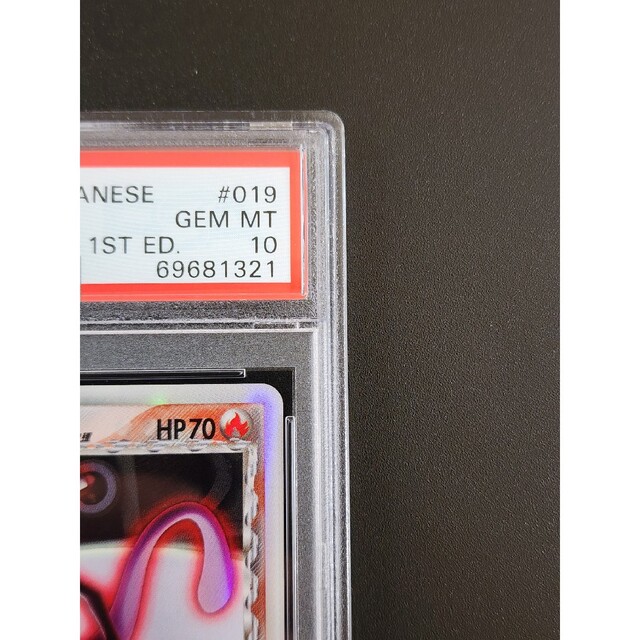 ANESE #019
GEM MT
1ST ED. 10
69681321
HP70